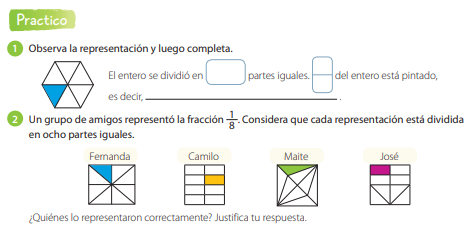 Practico
1 Observa la representación y luego completa.
El entero se dividió en partes iguales. del entero está pintado,
es decir, .
2 Un grupo de amigos representó la fracción 1/8. Considera que cada representación está dividida
en ocho partes iguales.
Fernanda Camilo Maite José
¿Quiénes lo representaron correctamente? Justifica tu respuesta.